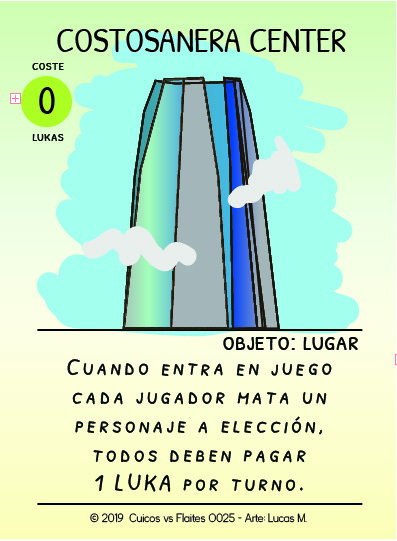 COSTOSANERA CENTER
COSTE
0
LUKAS
OBJETO: LUGAR
CUANDO ENTRA EN JUEGO
CADA JUGADOR MATA UN
PERSONAJE A ELECCIÓN,
TODOS DEBEN PAGAR
1 LUKA POR TURNO.
© 2019 Cuicos vs Flaites 0025 - Arte: Lucas M.